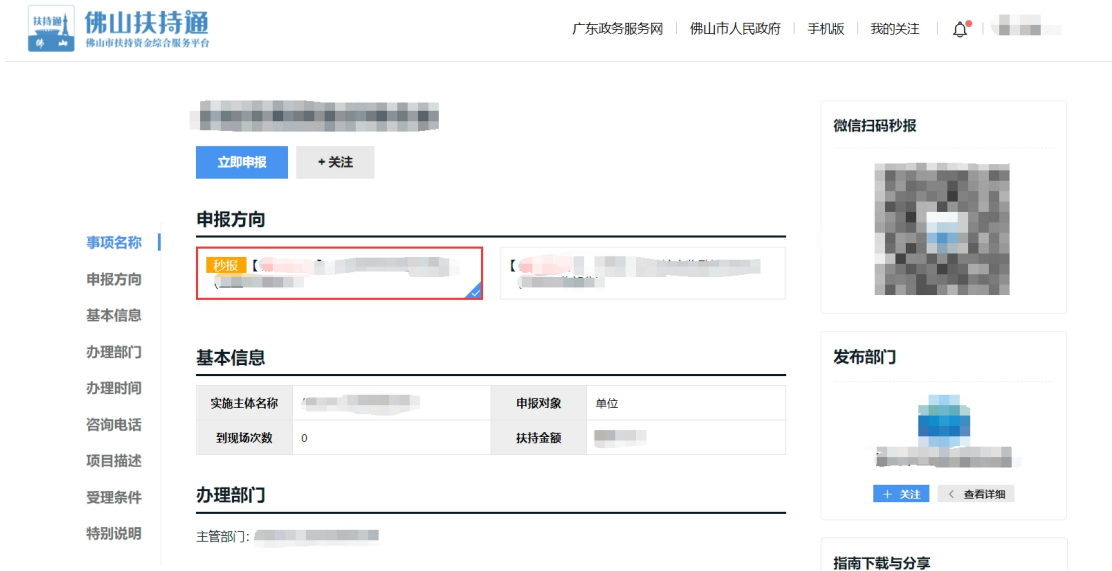 扶持通
佛山
佛山扶持通
佛山市扶持资金综合服务平台
广东政务服务网
佛山市人民政府
手机版
我的关注
立即申报
+ 关注
事项名称
申报方向
基本信息
办理部门
办理时间
咨询电话
项目描述
受理条件
特别说明
申报方向
秒报 【
【
基本信息
实施主体名称
申报对象 单位
到现场次数 0
扶持金额
办理部门
主管部门：
微信扫码秒报
发布部门
+ 关注
< 查看详细
指南下载与分享